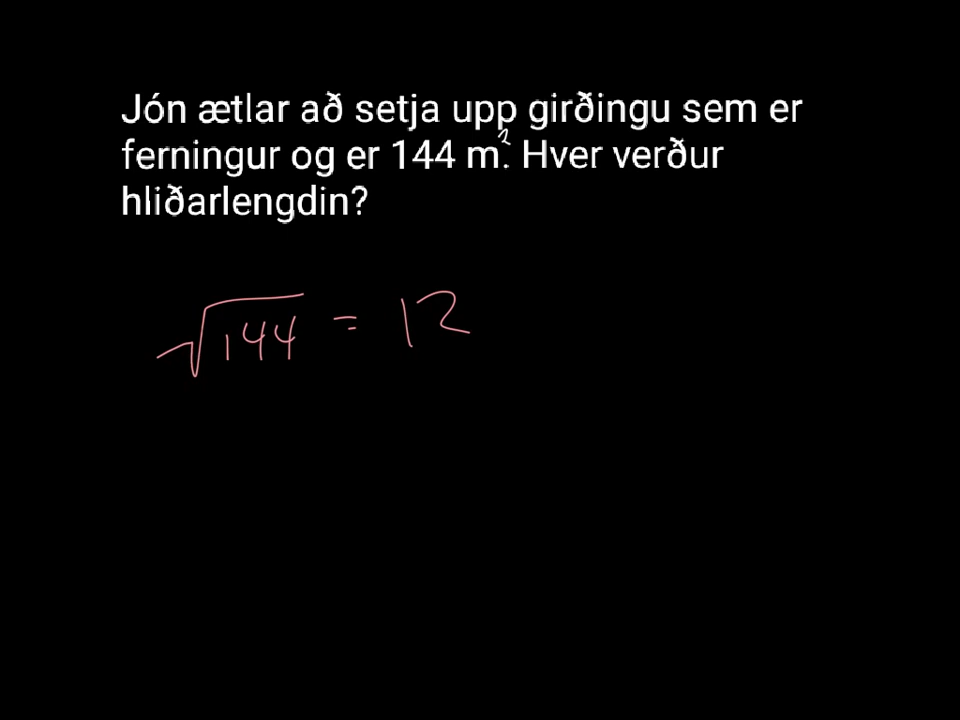 Jón ætlar að setja upp girðingu sem er
ferningur og er 144 m². Hver verður
hliðarlengdin?
√144 = 12